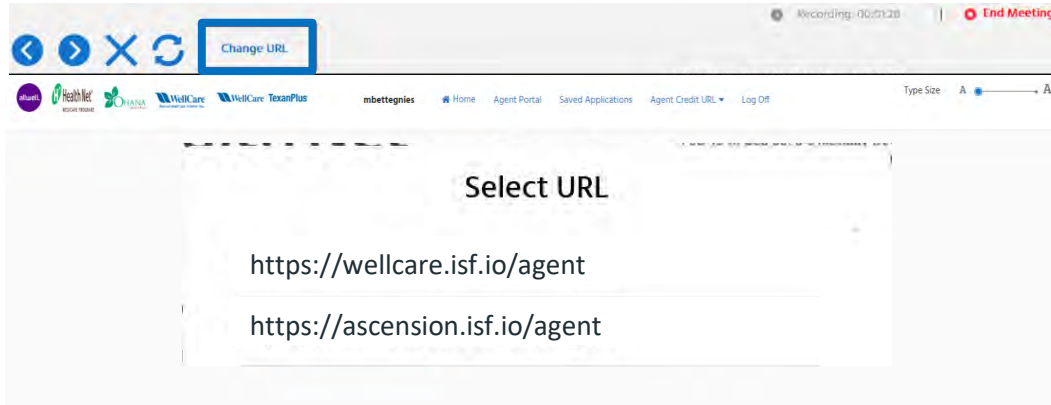 Recording: 00:01:20 | End Meeting
Change URL
allwell. Health Net OHANA WellCare WellCare TexanPlus mbettegnies Home Agent Portal Saved Applications Agent Credit URL Log Off Type Size A A
Select URL
https://wellcare.isf.io/agent
https://ascension.isf.io/agent